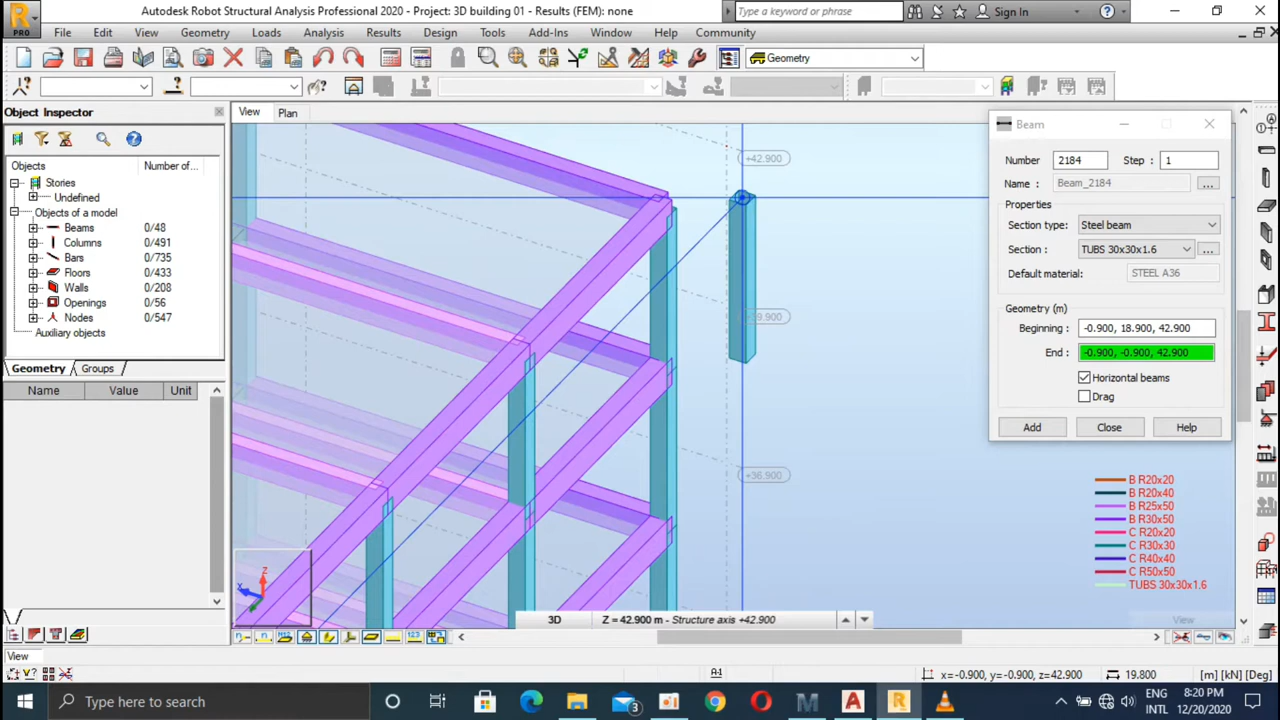 Autodesk Robot Structural Analysis Professional 2020 - Project: 3D building 01 - Results (FEM): none
Type a keyword or phrase
Sign In
PRO
File Edit View Geometry Loads Analysis Results Design Tools Add-Ins Window Help Community
Geometry
Object Inspector
View Plan
Objects Number of...
Stories
Undefined
Objects of a model
Beams 0/48
Columns 0/491
Bars 0/735
Floors 0/433
Walls 0/208
Openings 0/56
Nodes 0/547
Auxiliary objects
Geometry Groups
Name Value Unit
+42.900
+36.900
Beam
Number 2184 Step : 1
Name : Beam_2184 ...
Properties
Section type: Steel beam
Section : TUBS 30x30x1.6 ...
Default material: STEEL A36
Geometry (m)
Beginning : -0.900, 18.900, 42.900
End : -0.900, -0.900, 42.900
Horizontal beams
Drag
Add Close Help
B R20x20
B R20x40
B R25x50
B R30x50
C R20x20
C R30x30
C R40x40
C R50x50
TUBS 30x30x1.6
View
3D Z = 42.900 m - Structure axis +42.900
View
x=-0.900, y=-0.900, z=42.900 19.800 [m] [kN] [Deg]
Type here to search
3
ENG
INTL
8:20 PM
12/20/2020